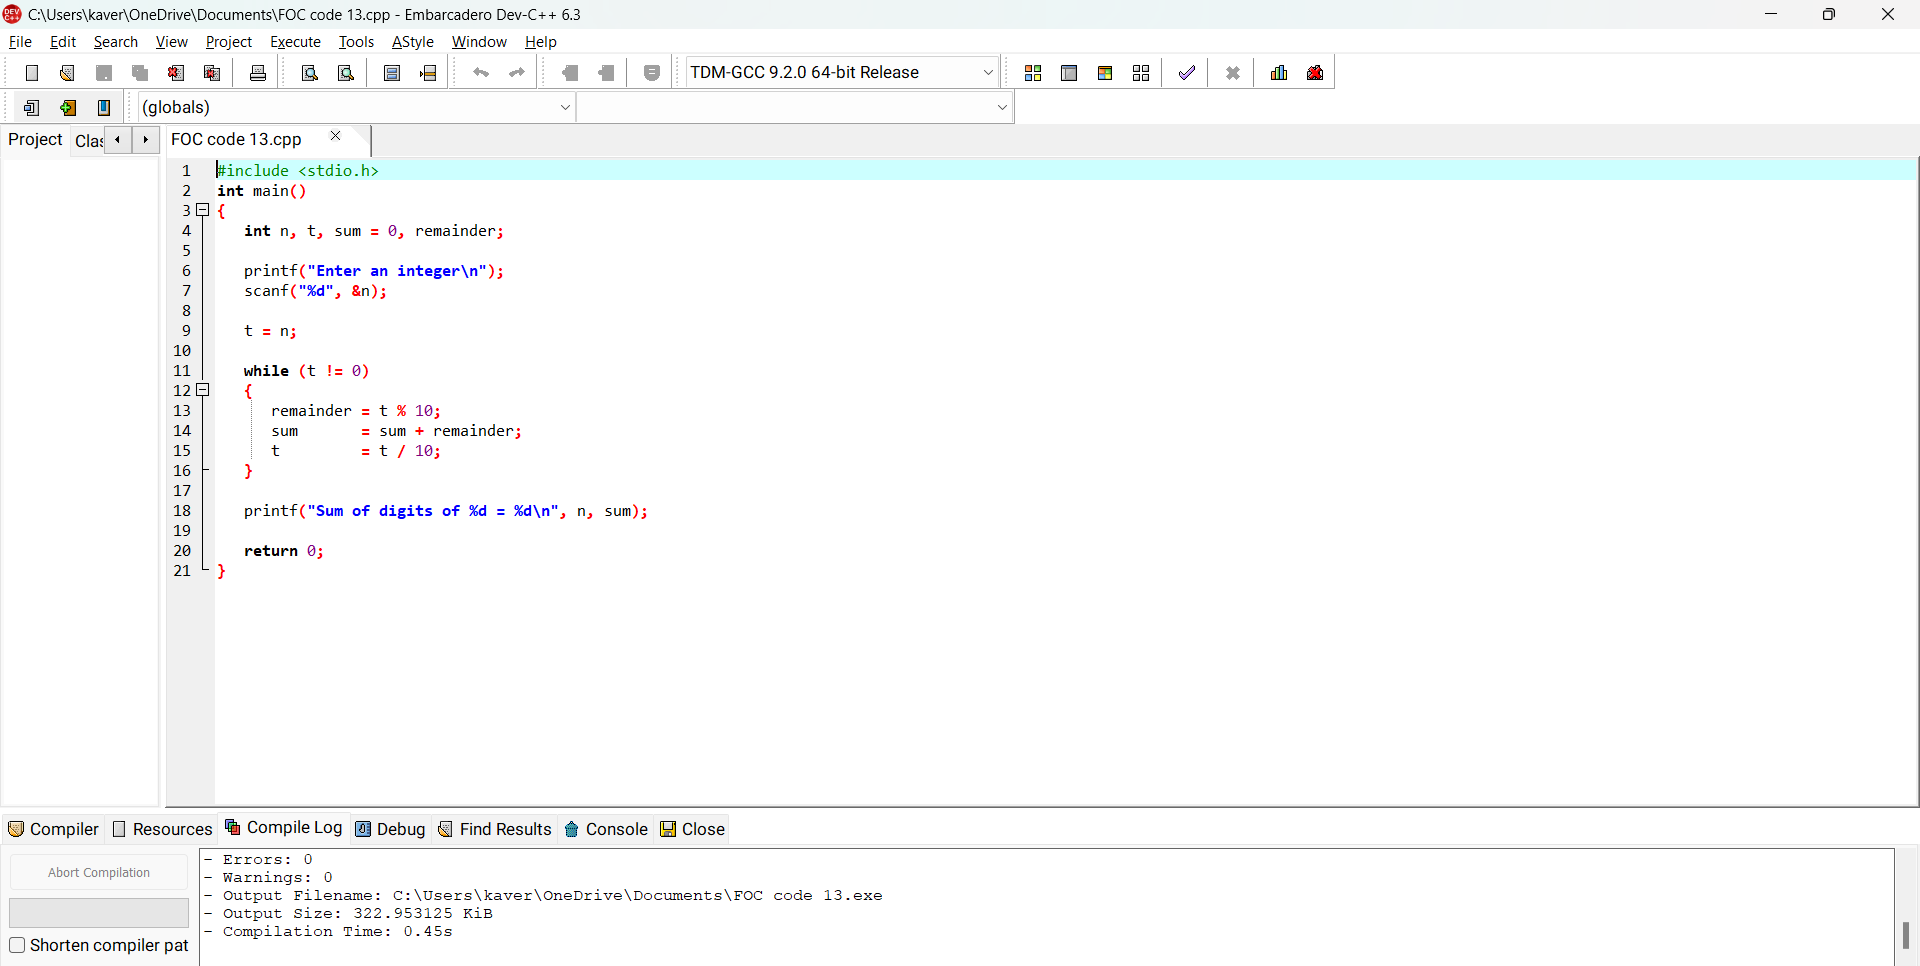 C:\Users\kaver\OneDrive\Documents\FOC code 13.cpp - Embarcadero Dev-C++ 6.3
File Edit Search View Project Execute Tools AStyle Window Help
TDM-GCC 9.2.0 64-bit Release
(globals)
Project Clas FOC code 13.cpp
1 #include <stdio.h>
2 int main()
3 {
4 int n, t, sum = 0, remainder;
5
6 printf("Enter an integer\n");
7 scanf("%d", &n);
8
9 t = n;
10
11 while (t != 0)
12 {
13 remainder = t % 10;
14 sum = sum + remainder;
15 t = t / 10;
16 }
17
18 printf("Sum of digits of %d = %d\n", n, sum);
19
20 return 0;
21 }
Compiler Resources Compile Log Debug Find Results Console Close
Abort Compilation
Shorten compiler pat
- Errors: 0
- Warnings: 0
- Output Filename: C:\Users\kaver\OneDrive\Documents\FOC code 13.exe
- Output Size: 322.953125 KiB
- Compilation Time: 0.45s